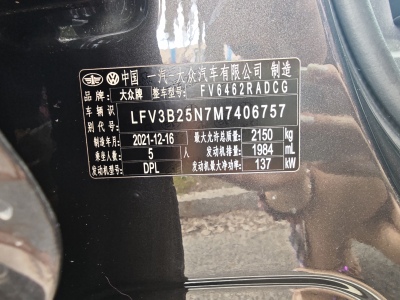 中国 一汽-大众汽车有限公司 制造
品牌: 大众牌 整车型号: FV6462RADCG
车辆识别代号: LFV3B25N7M7406757
制造年月: 2021-12-16 最大允许总质量: 2150 kg
乘坐人数: 5 人 发动机排量: 1984 mL
发动机型号: DPL 发动机最大净功率: 137 kW